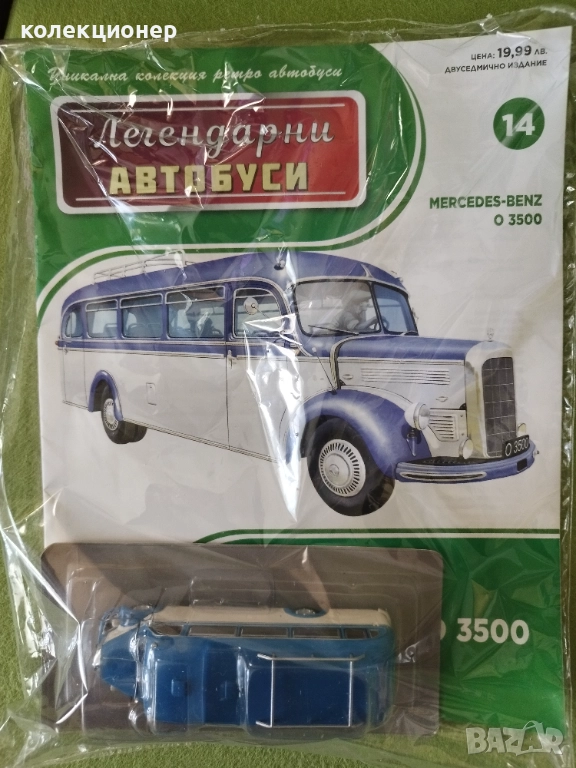 колекционер
Уникална колекция ретро автобуси
ЦЕНА: 19,99 ЛВ.
ДВУСЕДМИЧНО ИЗДАНИЕ
Легендарни
АВТОБУСИ
14
MERCEDES-BENZ
O 3500
O 3500
O 3500
BAZAR